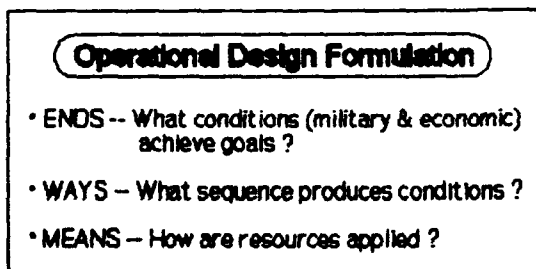 Operational Design Formulation
• ENDS -- What conditions (military & economic)
achieve goals ?
• WAYS – What sequence produces conditions ?
• MEANS – How are resources applied ?